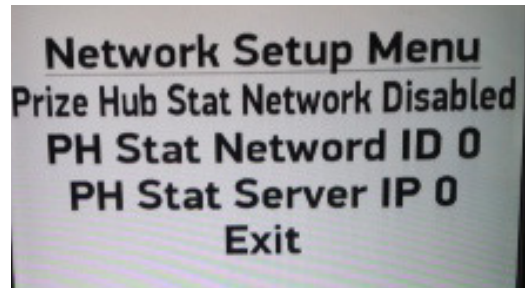 Network Setup Menu
Prize Hub Stat Network Disabled
PH Stat Netword ID 0
PH Stat Server IP 0
Exit